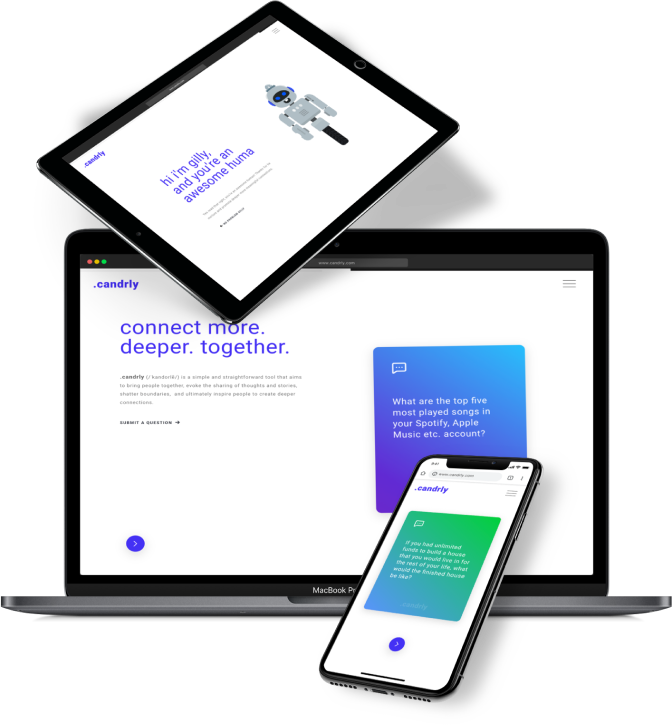 .candrly
hi i'm gilly,
and you're an
awesome huma
www.candrly.com
.candrly
connect more.
deeper. together.
.candrly (/ˈkandɜrlik/) is a simple and straightforward tool that aims
to bring people together, evoke the sharing of thoughts and stories,
shatter boundaries, and ultimately inspire people to create deeper
connections.
SUBMIT A QUESTION →
What are the top five
most played songs in
your Spotify, Apple
Music etc. account?
MacBook Pr
9:41
www.candrly.com
.candrly
If you had unlimited
funds to build a house
that you would live in for
the rest of your life, what
would the finished house
be like?
.candrly